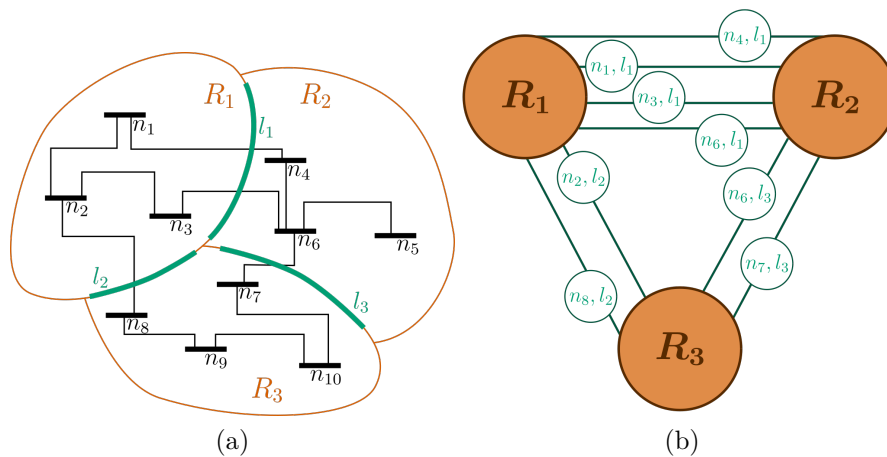 R₁
R₂
n₁
l₁
n₄
n₂
n₃
n₆
n₅
l₂
n₇
l₃
n₈
n₉
n₁₀
R₃
(a)
n₄, l₁
n₁, l₁
R₁
n₃, l₁
R₂
n₆, l₁
n₂, l₂
n₆, l₃
n₇, l₃
n₈, l₂
R₃
(b)